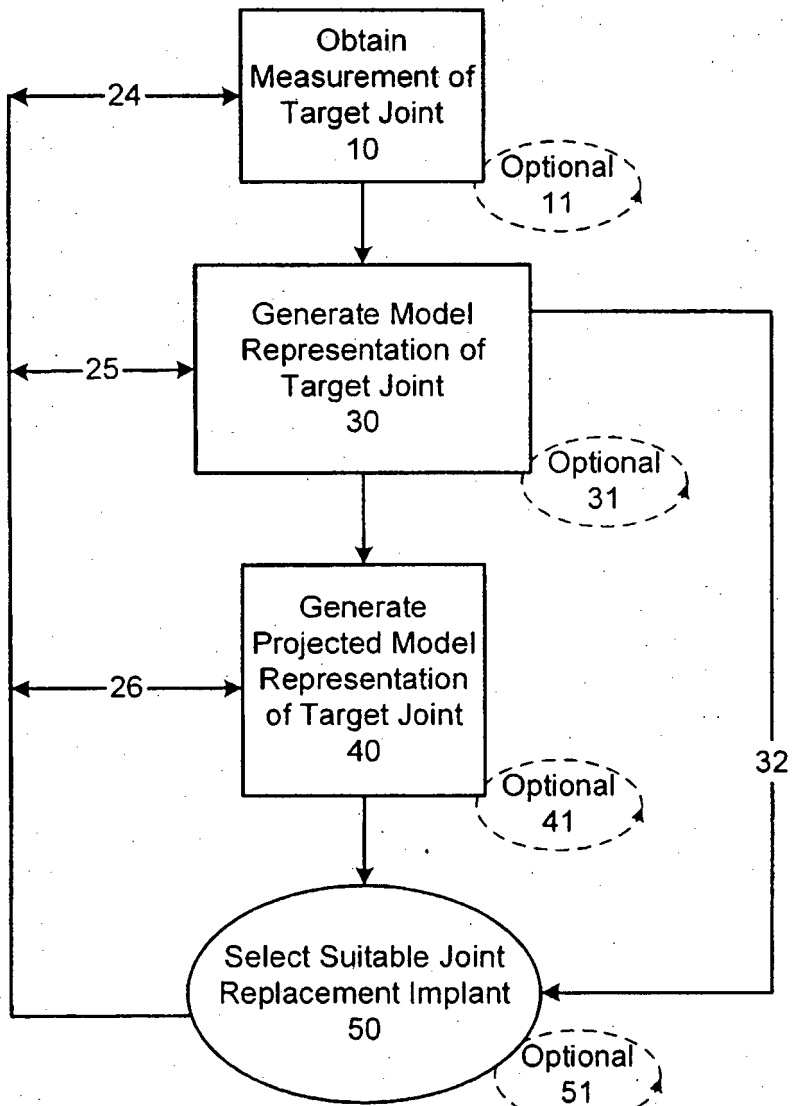 Obtain
Measurement of
Target Joint
10
24
Optional
11
Generate Model
Representation of
Target Joint
30
25
Optional
31
Generate
Projected Model
Representation
of Target Joint
40
26
32
Optional
41
Select Suitable Joint
Replacement Implant
50
Optional
51